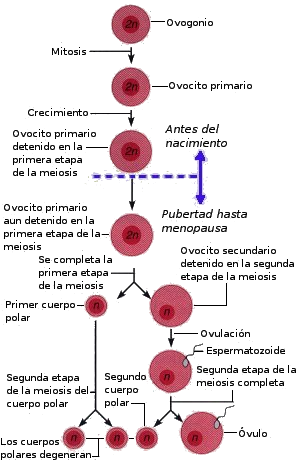 2n
Ovogonio
Mitosis
2n
Ovocito primario
Crecimiento
Ovocito primario
detenido en la
primera etapa
de la meiosis
2n
Antes del
nacimiento
Ovocito primario
aun detenido en la
primera etapa de la
meiosis
2n
Pubertad hasta
menopausa
Se completa la
primera etapa
de la meiosis
Ovocito secundario
detenido en la segunda
etapa de la meiosis
Primer cuerpo
polar
n
n
Ovulación
n
Espermatozoide
Segunda etapa
de la meiosis del
cuerpo polar
Segundo
cuerpo
polar
Segunda etapa de la
meiosis completa
Los cuerpos
polares degeneran
n
n
n
n
Óvulo